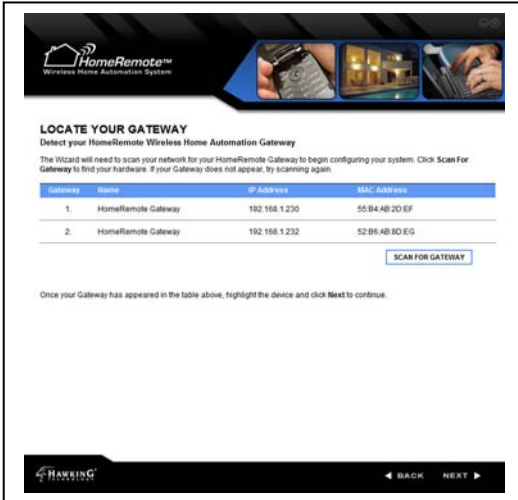 HomeRemote™
Wireless Home Automation System
LOCATE YOUR GATEWAY
Detect your HomeRemote Wireless Home Automation Gateway
The Wizard will need to scan your network for your HomeRemote Gateway to begin configuring your system. Click Scan For
Gateway to find your hardware. If your Gateway does not appear, try scanning again.
Gateway Name IP Address MAC Address
1. HomeRemote Gateway 192.168.1.230 55:B4:AB:2D:EF
2. HomeRemote Gateway 192.168.1.232 52:B6:AB:8D:EG
SCAN FOR GATEWAY
Once your Gateway has appeared in the table above, highlight the device and click Next to continue.
HAWKING
TECHNOLOGY
BACK NEXT